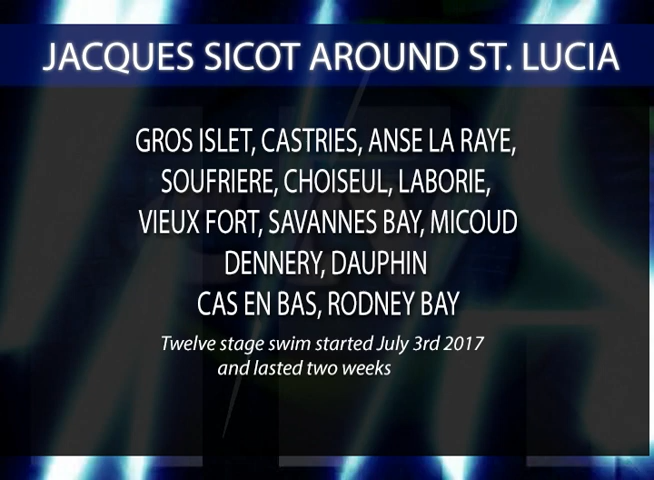 JACQUES SICOT AROUND ST. LUCIA
GROS ISLET, CASTRIES, ANSE LA RAYE,
SOUFRIERE, CHOISEUL, LABORIE,
VIEUX FORT, SAVANNES BAY, MICOUD
DENNERY, DAUPHIN
CAS EN BAS, RODNEY BAY
Twelve stage swim started July 3rd 2017
and lasted two weeks